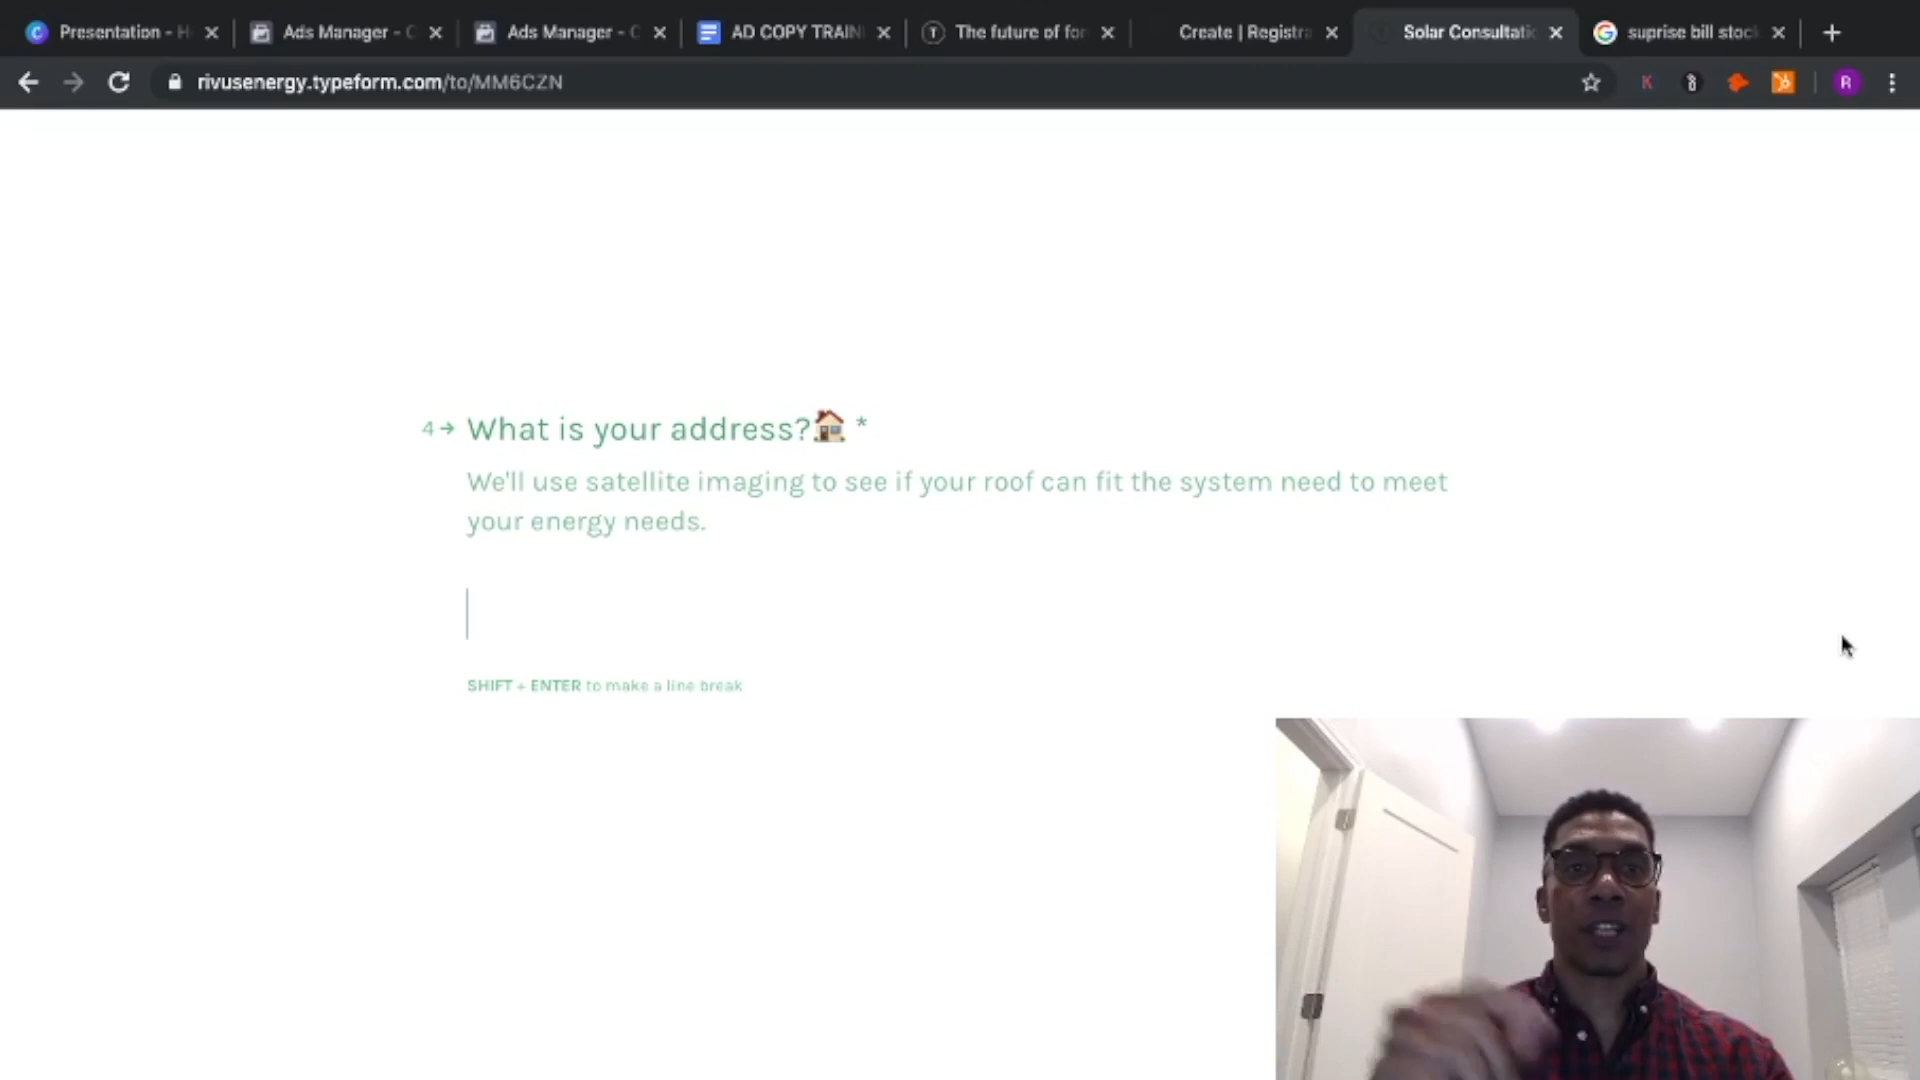 Presentation - H
Ads Manager - C
Ads Manager - C
AD COPY TRAIN
The future of for
Create | Registra
Solar Consultati
suprise bill stoc
rivusenergy.typeform.com/to/MM6CZN
R
4 → What is your address?🏠 *
We'll use satellite imaging to see if your roof can fit the system need to meet
your energy needs.
SHIFT + ENTER to make a line break